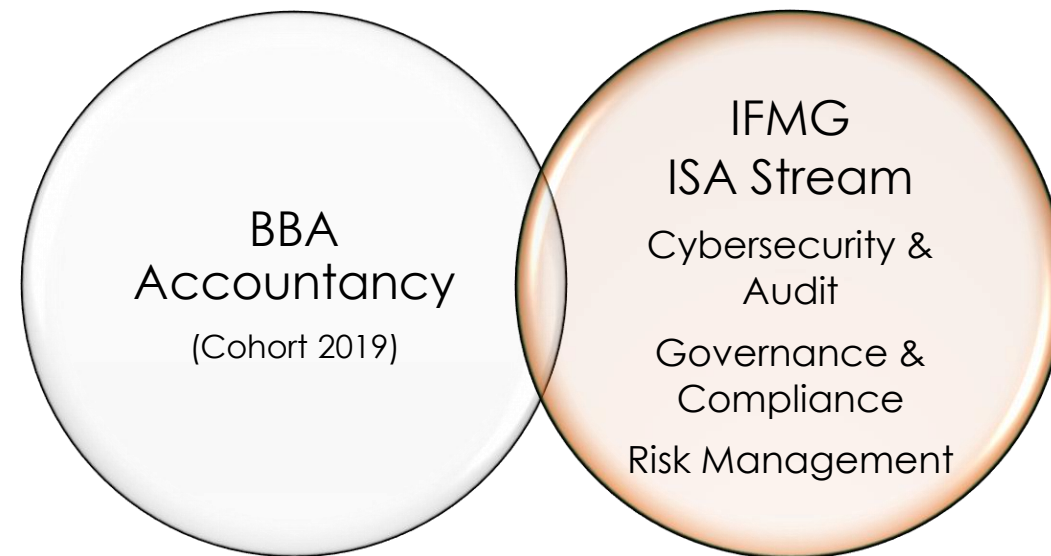 BBA
Accountancy
(Cohort 2019)
IFMG
ISA Stream
Cybersecurity &
Audit
Governance &
Compliance
Risk Management